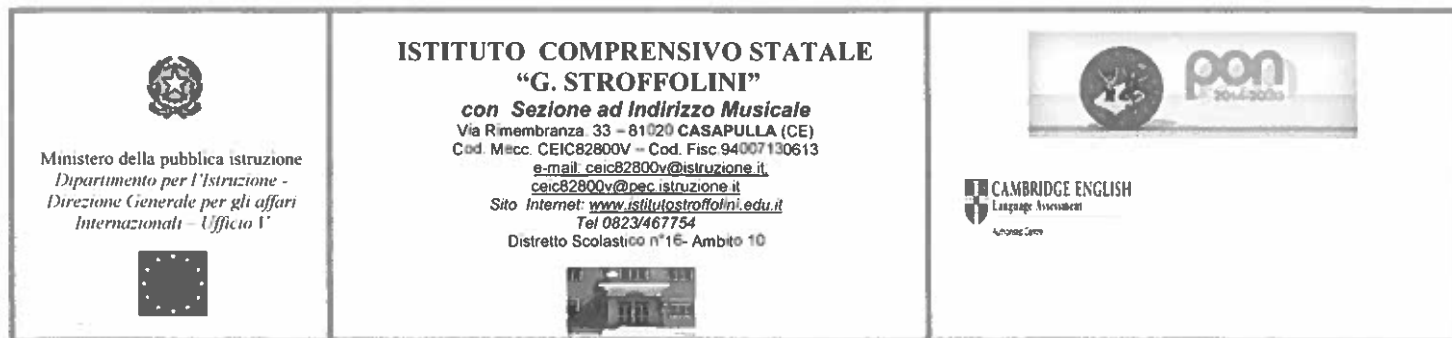 Ministero della pubblica istruzione
Dipartimento per l'Istruzione -
Direzione Generale per gli affari
Internazionali – Ufficio V
ISTITUTO COMPRENSIVO STATALE
“G. STROFFOLINI”
con Sezione ad Indirizzo Musicale
Via Rimembranza. 33 – 81020 CASAPULLA (CE)
Cod. Mecc. CEIC82800V – Cod. Fisc 94007130613
e-mail: ceic82800v@istruzione.it,
ceic82800v@pec.istruzione.it
Sito Internet: www.istitutostroffolini.edu.it
Tel 0823/467754
Distretto Scolastico n°16- Ambito 10
pon
2014-2020
CAMBRIDGE ENGLISH
Language Assessment